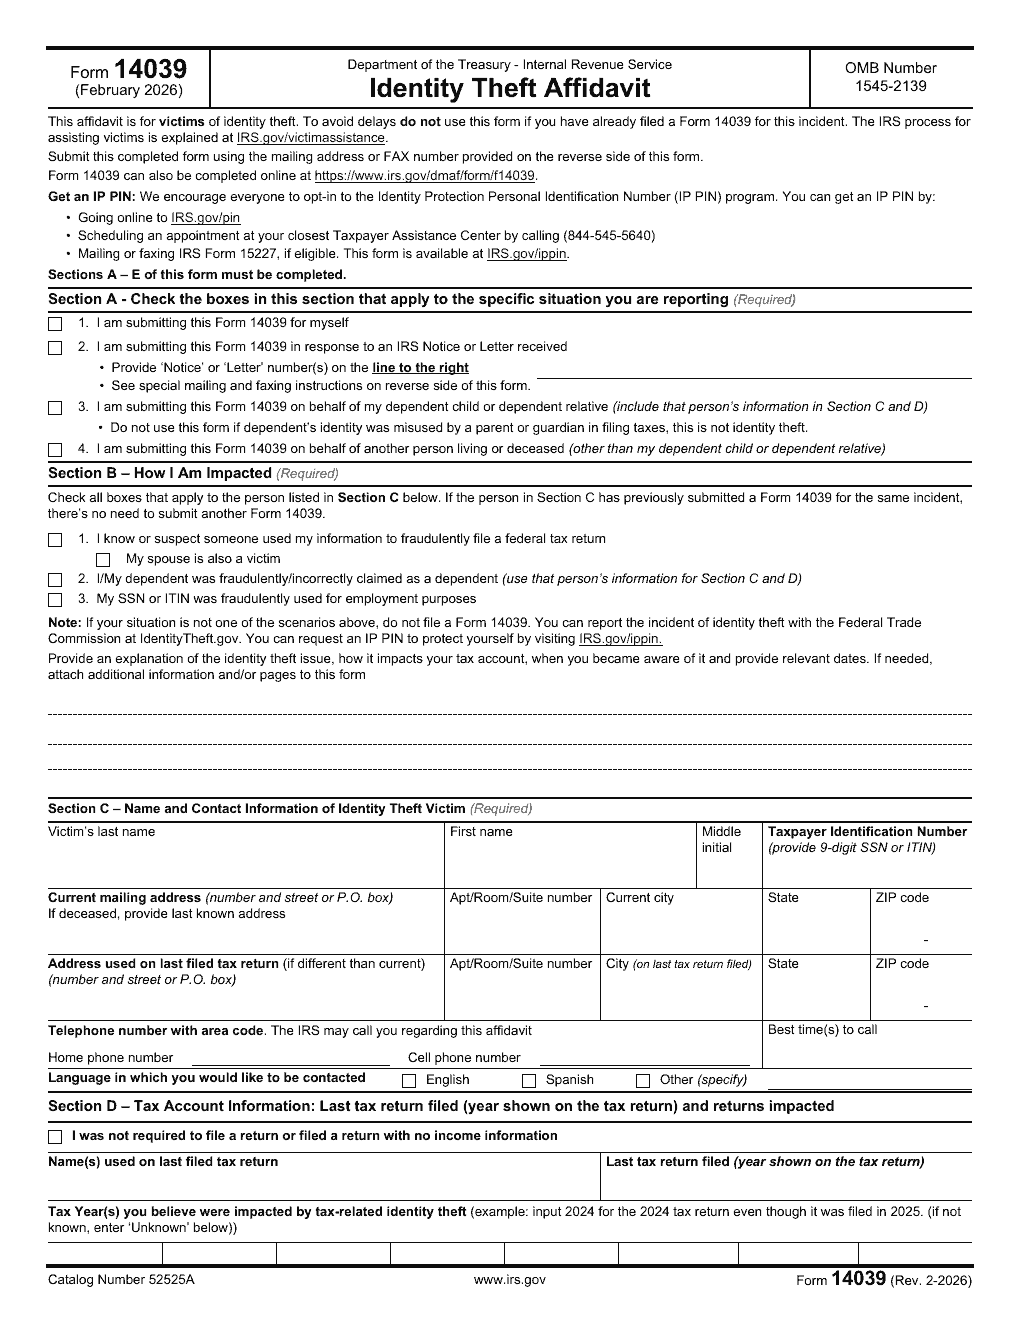 Form 14039
(February 2026)
Department of the Treasury - Internal Revenue Service
Identity Theft Affidavit
OMB Number
1545-2139
This affidavit is for victims of identity theft. To avoid delays do not use this form if you have already filed a Form 14039 for this incident. The IRS process for
assisting victims is explained at IRS.gov/victimassistance.
Submit this completed form using the mailing address or FAX number provided on the reverse side of this form.
Form 14039 can also be completed online at https://www.irs.gov/dmaf/form/f14039.
Get an IP PIN: We encourage everyone to opt-in to the Identity Protection Personal Identification Number (IP PIN) program. You can get an IP PIN by:
• Going online to IRS.gov/pin
• Scheduling an appointment at your closest Taxpayer Assistance Center by calling (844-545-5640)
• Mailing or faxing IRS Form 15227, if eligible. This form is available at IRS.gov/ippin.
Sections A – E of this form must be completed.
Section A - Check the boxes in this section that apply to the specific situation you are reporting (Required)
1. I am submitting this Form 14039 for myself
2. I am submitting this Form 14039 in response to an IRS Notice or Letter received
• Provide ‘Notice’ or ‘Letter’ number(s) on the line to the right
• See special mailing and faxing instructions on reverse side of this form.
3. I am submitting this Form 14039 on behalf of my dependent child or dependent relative (include that person’s information in Section C and D)
• Do not use this form if dependent’s identity was misused by a parent or guardian in filing taxes, this is not identity theft.
4. I am submitting this Form 14039 on behalf of another person living or deceased (other than my dependent child or dependent relative)
Section B – How I Am Impacted (Required)
Check all boxes that apply to the person listed in Section C below. If the person in Section C has previously submitted a Form 14039 for the same incident,
there’s no need to submit another Form 14039.
1. I know or suspect someone used my information to fraudulently file a federal tax return
My spouse is also a victim
2. I/My dependent was fraudulently/incorrectly claimed as a dependent (use that person’s information for Section C and D)
3. My SSN or ITIN was fraudulently used for employment purposes
Note: If your situation is not one of the scenarios above, do not file a Form 14039. You can report the incident of identity theft with the Federal Trade
Commission at IdentityTheft.gov. You can request an IP PIN to protect yourself by visiting IRS.gov/ippin.
Provide an explanation of the identity theft issue, how it impacts your tax account, when you became aware of it and provide relevant dates. If needed,
attach additional information and/or pages to this form
Section C – Name and Contact Information of Identity Theft Victim (Required)
Victim’s last name
First name
Middle
initial
Taxpayer Identification Number
(provide 9-digit SSN or ITIN)
Current mailing address (number and street or P.O. box)
If deceased, provide last known address
Apt/Room/Suite number
Current city
State
ZIP code
-
Address used on last filed tax return (if different than current)
(number and street or P.O. box)
Apt/Room/Suite number
City (on last tax return filed)
State
ZIP code
-
Telephone number with area code. The IRS may call you regarding this affidavit
Best time(s) to call
Home phone number
Cell phone number
Language in which you would like to be contacted
English
Spanish
Other (specify)
Section D – Tax Account Information: Last tax return filed (year shown on the tax return) and returns impacted
I was not required to file a return or filed a return with no income information
Name(s) used on last filed tax return
Last tax return filed (year shown on the tax return)
Tax Year(s) you believe were impacted by tax-related identity theft (example: input 2024 for the 2024 tax return even though it was filed in 2025. (if not
known, enter ‘Unknown’ below))
Catalog Number 52525A
www.irs.gov
Form 14039 (Rev. 2-2026)